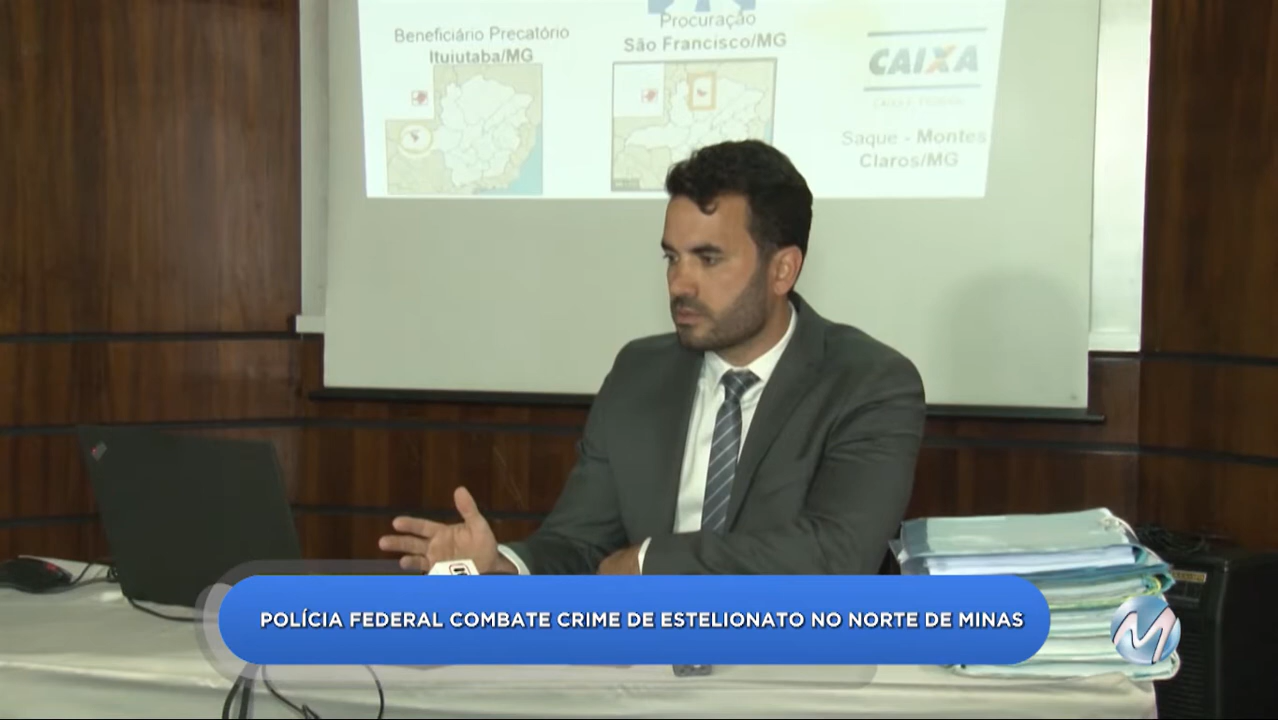 Beneficiário Precatório
Ituiutaba/MG
Procuração
São Francisco/MG
CAIXA
Saque - Montes
Claros/MG
POLÍCIA FEDERAL COMBATE CRIME DE ESTELIONATO NO NORTE DE MINAS
M